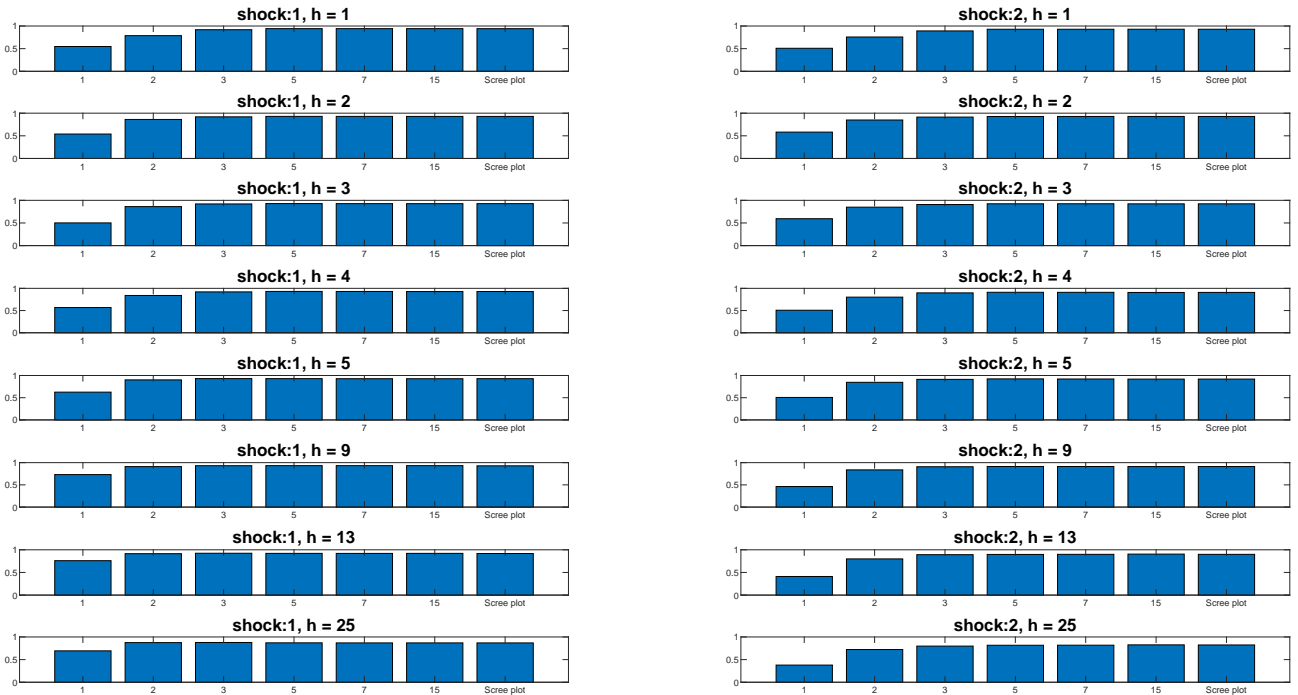 shock:1, h = 1
1
0.5
0
1 2 3 5 7 15 Scree plot
shock:2, h = 1
1
0.5
0
1 2 3 5 7 15 Scree plot
shock:1, h = 2
1
0.5
0
1 2 3 5 7 15 Scree plot
shock:2, h = 2
1
0.5
0
1 2 3 5 7 15 Scree plot
shock:1, h = 3
1
0.5
0
1 2 3 5 7 15 Scree plot
shock:2, h = 3
1
0.5
0
1 2 3 5 7 15 Scree plot
shock:1, h = 4
1
0.5
0
1 2 3 5 7 15 Scree plot
shock:2, h = 4
1
0.5
0
1 2 3 5 7 15 Scree plot
shock:1, h = 5
1
0.5
0
1 2 3 5 7 15 Scree plot
shock:2, h = 5
1
0.5
0
1 2 3 5 7 15 Scree plot
shock:1, h = 9
1
0.5
0
1 2 3 5 7 15 Scree plot
shock:2, h = 9
1
0.5
0
1 2 3 5 7 15 Scree plot
shock:1, h = 13
1
0.5
0
1 2 3 5 7 15 Scree plot
shock:2, h = 13
1
0.5
0
1 2 3 5 7 15 Scree plot
shock:1, h = 25
1
0.5
0
1 2 3 5 7 15 Scree plot
shock:2, h = 25
1
0.5
0
1 2 3 5 7 15 Scree plot